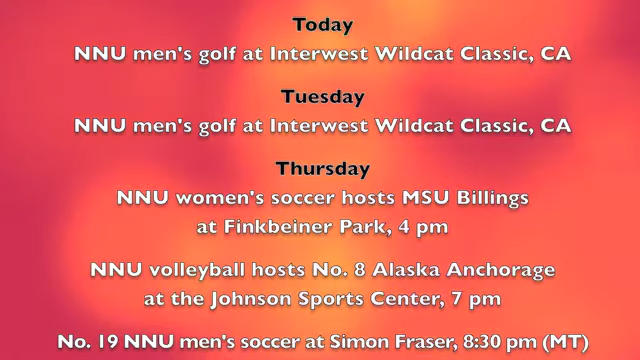 Today
NNU men's golf at Interwest Wildcat Classic, CA
Tuesday
NNU men's golf at Interwest Wildcat Classic, CA
Thursday
NNU women's soccer hosts MSU Billings
at Finkbeiner Park, 4 pm
NNU volleyball hosts No. 8 Alaska Anchorage
at the Johnson Sports Center, 7 pm
No. 19 NNU men's soccer at Simon Fraser, 8:30 pm (MT)